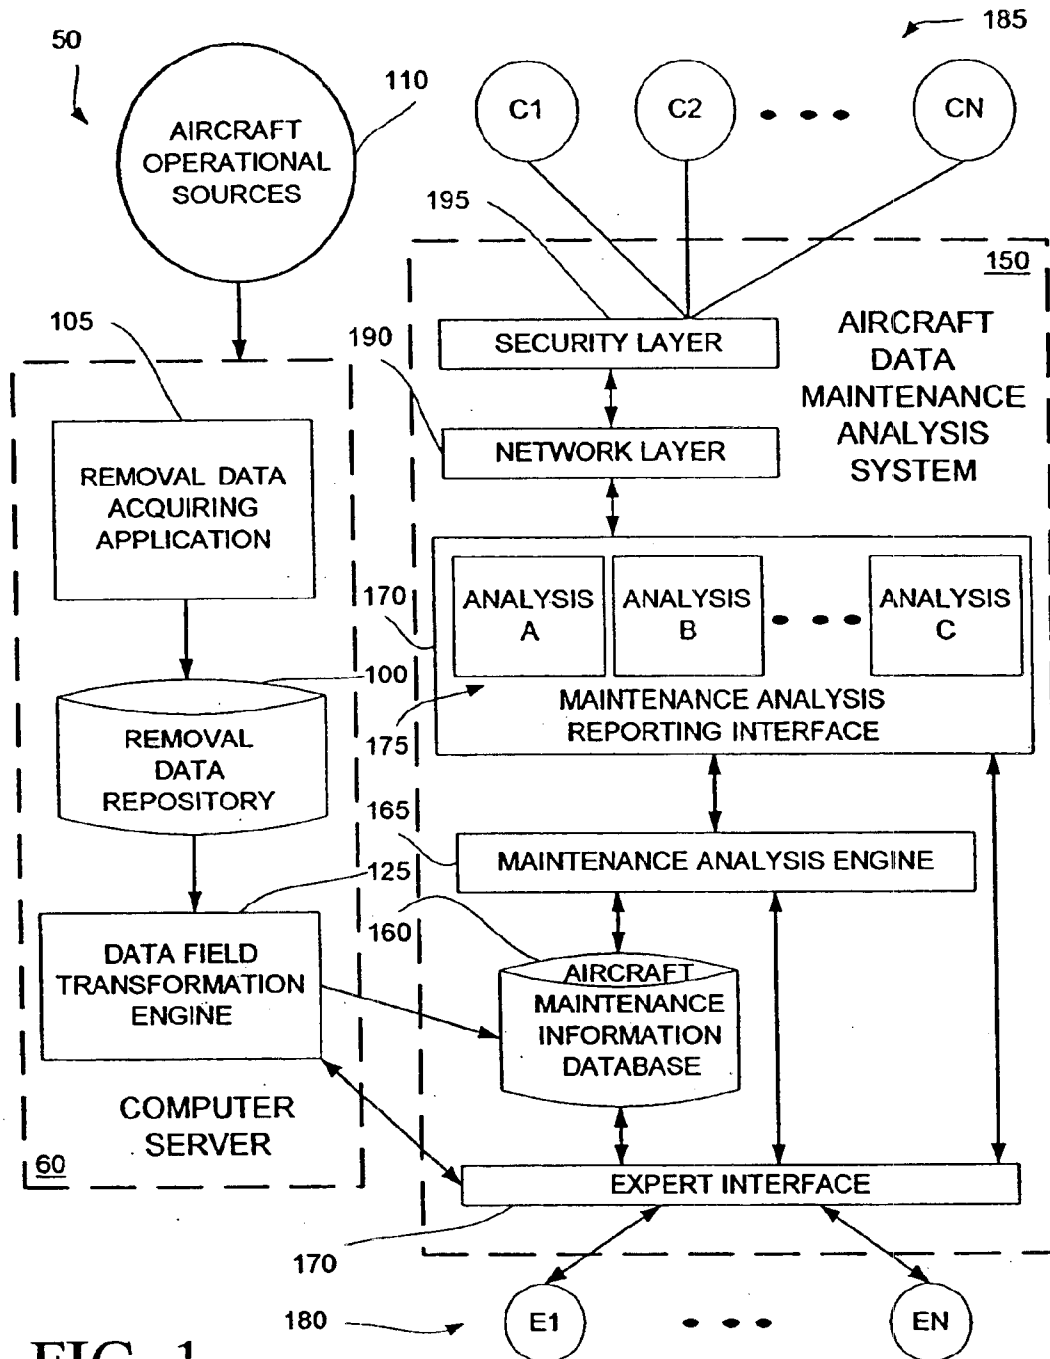 50
AIRCRAFT
OPERATIONAL
SOURCES
110
C1
C2
CN
185
195
150
105
190
SECURITY LAYER
NETWORK LAYER
AIRCRAFT
DATA
MAINTENANCE
ANALYSIS
SYSTEM
REMOVAL DATA
ACQUIRING
APPLICATION
170
ANALYSIS
A
ANALYSIS
B
ANALYSIS
C
MAINTENANCE ANALYSIS
REPORTING INTERFACE
100
175
REMOVAL
DATA
REPOSITORY
165
MAINTENANCE ANALYSIS ENGINE
125
160
DATA FIELD
TRANSFORMATION
ENGINE
AIRCRAFT
MAINTENANCE
INFORMATION
DATABASE
COMPUTER
SERVER
60
EXPERT INTERFACE
170
180
E1
EN
FIG. 1